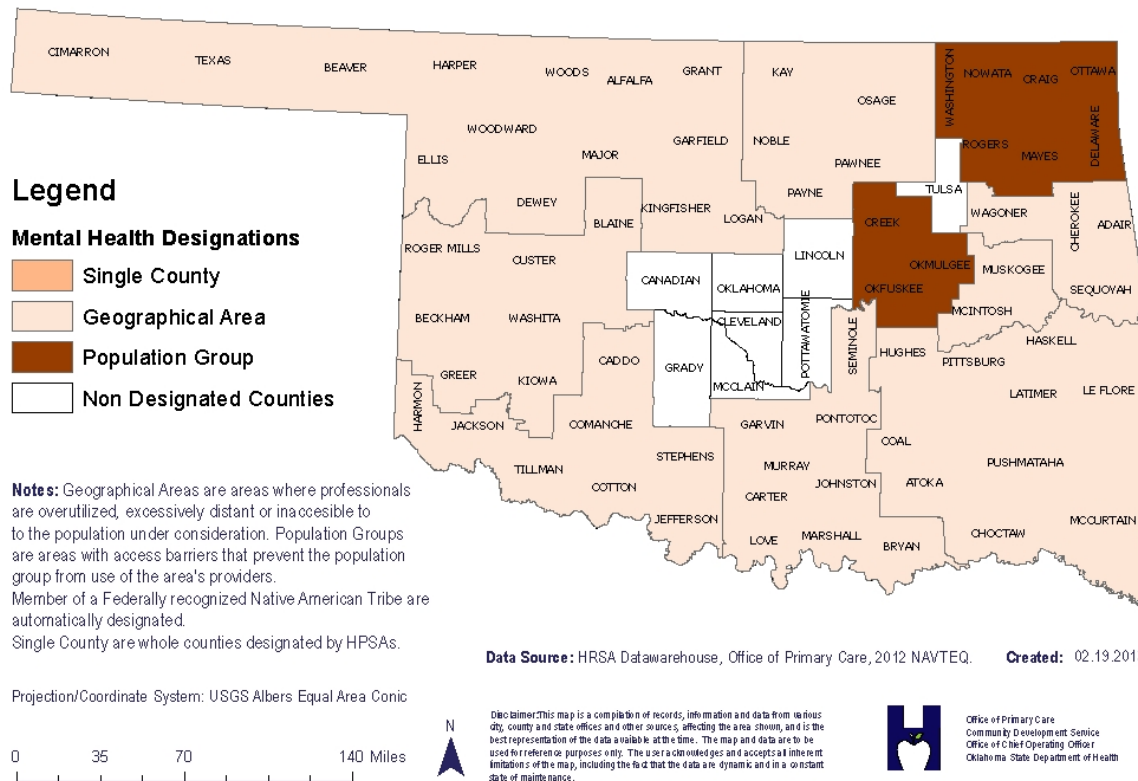 CIMARRON
TEXAS
BEAVER
HARPER
WOODS
ALFALFA
GRANT
KAY
OSAGE
WASHINGTON
NOWATA
CRAIG
OTTAWA
WOODWARD
ELLIS
MAJOR
GARFIELD
NOBLE
PAWNEE
ROGERS
MAYES
DELAWARE
DEWEY
BLAINE
KINGFISHER
LOGAN
PAYNE
CREEK
TULSA
WAGONER
CHEROKEE
ADAIR
ROGER MILLS
CUSTER
CANADIAN
OKLAHOMA
LINCOLN
OKMULGEE
OKFUSKEE
MUSKOGEE
SEQUOYAH
BECKHAM
WASHITA
CLEVELAND
POTTAWATOMIE
SEMINOLE
MCINTOSH
HASKELL
GREER
KIOWA
CADDO
GRADY
MCCLAIN
HUGHES
PITTSBURG
LATIMER
LE FLORE
HARMON
JACKSON
COMANCHE
GARVIN
PONTOTOC
COAL
TILLMAN
STEPHENS
MURRAY
PUSHMATAHA
COTTON
CARTER
JOHNSTON
ATOKA
JEFFERSON
LOVE
MARSHALL
BRYAN
CHOCTAW
MCCURTAIN
Legend
Mental Health Designations
Single County
Geographical Area
Population Group
Non Designated Counties
Notes: Geographical Areas are areas where professionals
are overutilized, excessively distant or inaccesible to
to the population under consideration. Population Groups
are areas with access barriers that prevent the population
group from use of the area's providers.
Member of a Federally recognized Native American Tribe are
automatically designated.
Single County are whole counties designated by HPSAs.
Data Source: HRSA Datawarehouse, Office of Primary Care, 2012 NAVTEQ. Created: 02.19.201
Projection/Coordinate System: USGS Albers Equal Area Conic
0 35 70 140 Miles
N
Disclaimer:This map is a compilation of records, information and data from various
city, county and state offices and other sources, affecting the area shown, and is the
best representation of the data available at the time. The map and data are to be
used for reference purposes only. The user acknowledges and accepts all inherent
limitations of the map, including the fact that the data are dynamic and in a constant
state of maintenance.
Office of Primary Care
Community Development Service
Office of Chief Operating Officer
Oklahoma State Department of Health